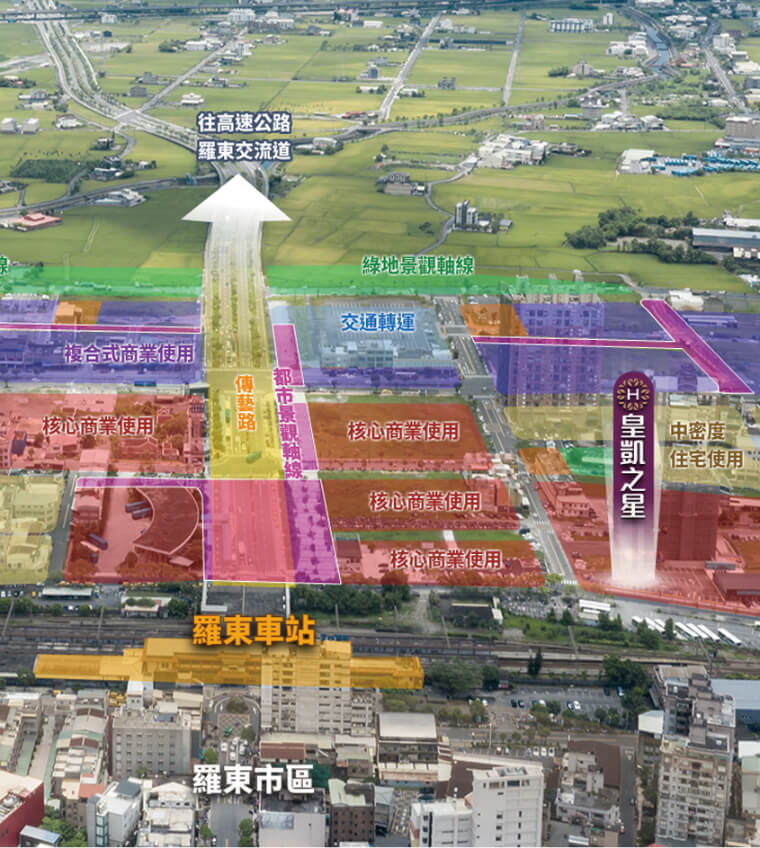 往高速公路
羅東交流道
線
綠地景觀軸線
交通轉運
複合式商業使用
傳藝路
都市景觀軸線
H
皇凱之星
核心商業使用
核心商業使用
中密度
住宅使用
核心商業使用
核心商業使用
羅東車站
羅東市區